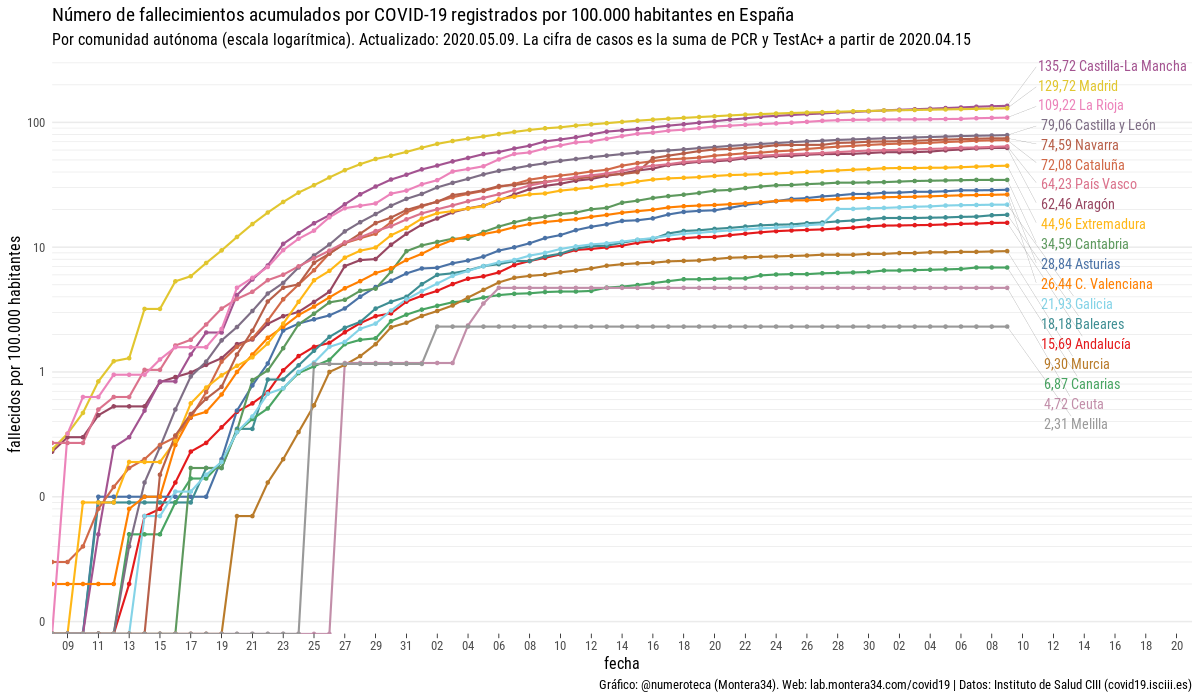 Número de fallecimientos acumulados por COVID-19 registrados por 100.000 habitantes en España
Por comunidad autónoma (escala logarítmica). Actualizado: 2020.05.09. La cifra de casos es la suma de PCR y TestAc+ a partir de 2020.04.15
135,72 Castilla-La Mancha
129,72 Madrid
109,22 La Rioja
79,06 Castilla y León
74,59 Navarra
72,08 Cataluña
64,23 País Vasco
62,46 Aragón
44,96 Extremadura
34,59 Cantabria
28,84 Asturias
26,44 C. Valenciana
21,93 Galicia
18,18 Baleares
15,69 Andalucía
9,30 Murcia
6,87 Canarias
4,72 Ceuta
2,31 Melilla
100
10
1
0
0
fallecidos por 100.000 habitantes
09 11 13 15 17 19 21 23 25 27 29 31 02 04 06 08 10 12 14 16 18 20 22 24 26 28 30 02 04 06 08 10 12 14 16 18 20
fecha
Gráfico: @numeroteca (Montera34). Web: lab.montera34.com/covid19 | Datos: Instituto de Salud CIII (covid19.isciii.es)